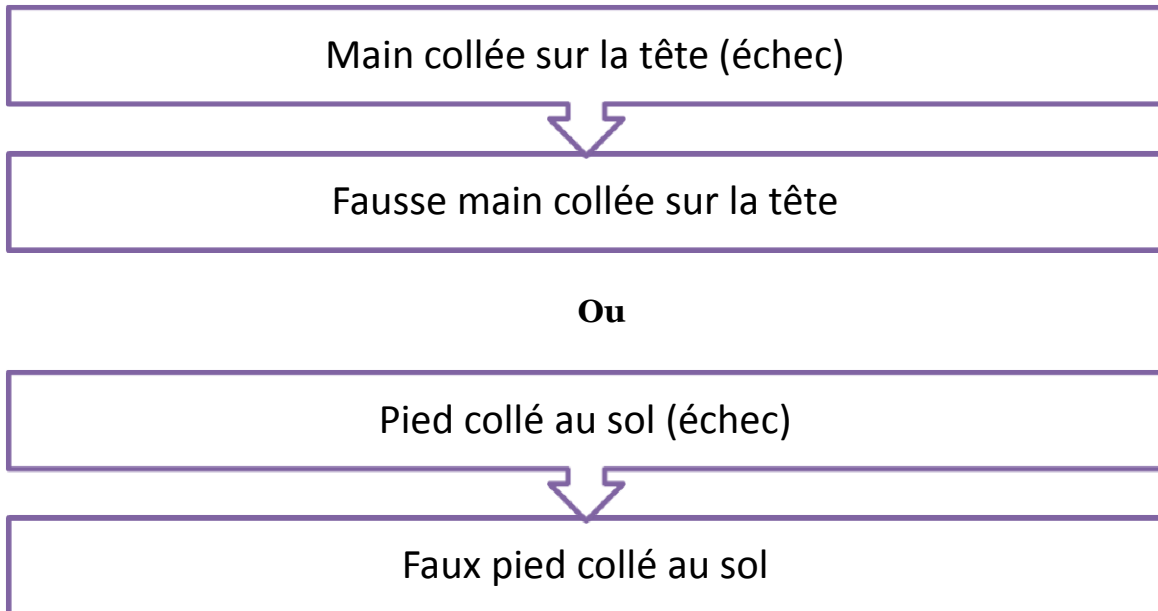 Main collée sur la tête (échec)
Fausse main collée sur la tête
Ou
Pied collé au sol (échec)
Faux pied collé au sol